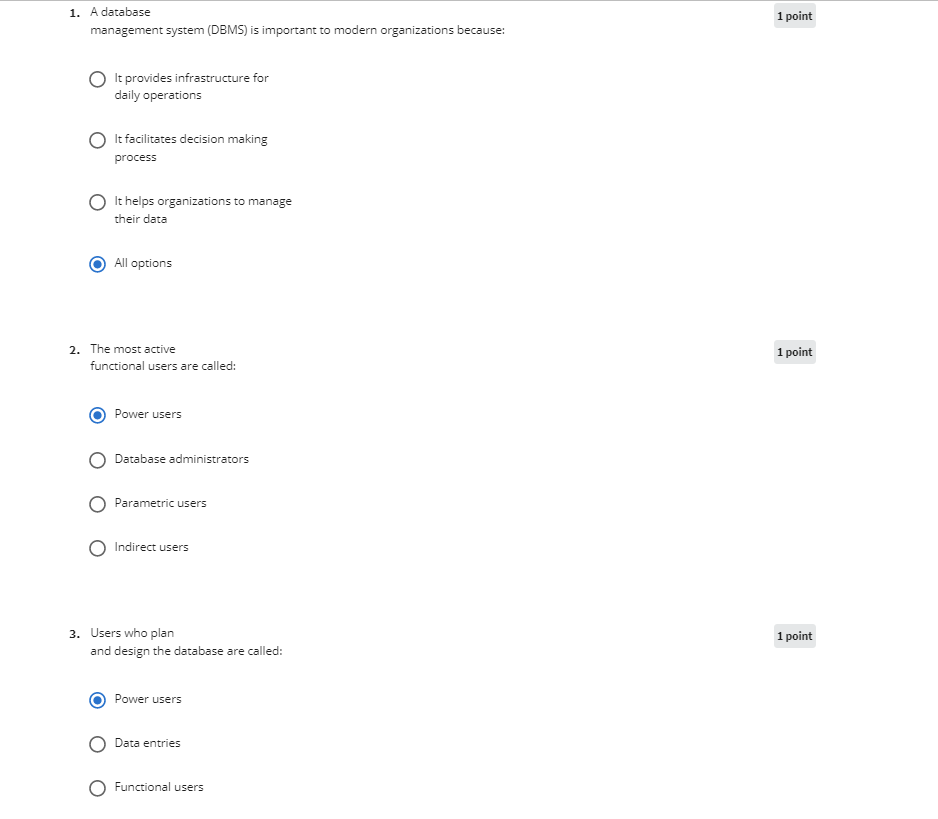 1. A database
1 point
management system (DBMS) is important to modern organizations because:
It provides infrastructure for
daily operations
It facilitates decision making
process
It helps organizations to manage
their data
All options
2. The most active
1 point
functional users are called:
Power users
Database administrators
Parametric users
Indirect users
3. Users who plan
1 point
and design the database are called:
Power users
Data entries
Functional users